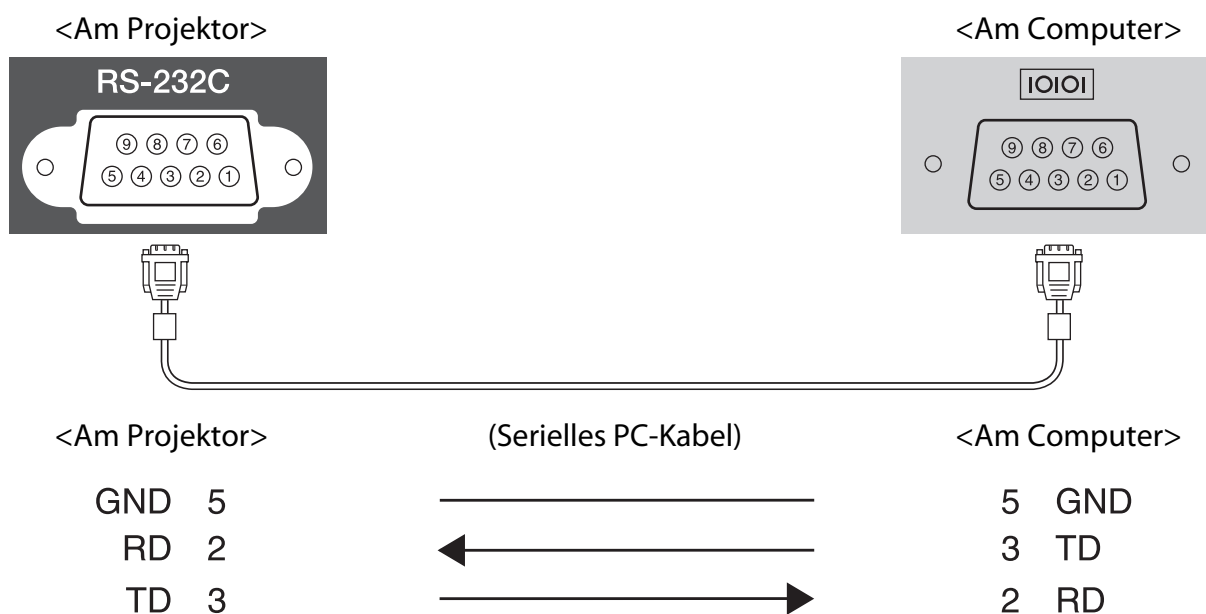 <Am Projektor> <Am Computer>
RS-232C IOIOI
9 8 7 6 9 8 7 6
5 4 3 2 1 5 4 3 2 1
<Am Projektor> (Serielles PC-Kabel) <Am Computer>
GND 5 5 GND
RD 2 3 TD
TD 3 2 RD